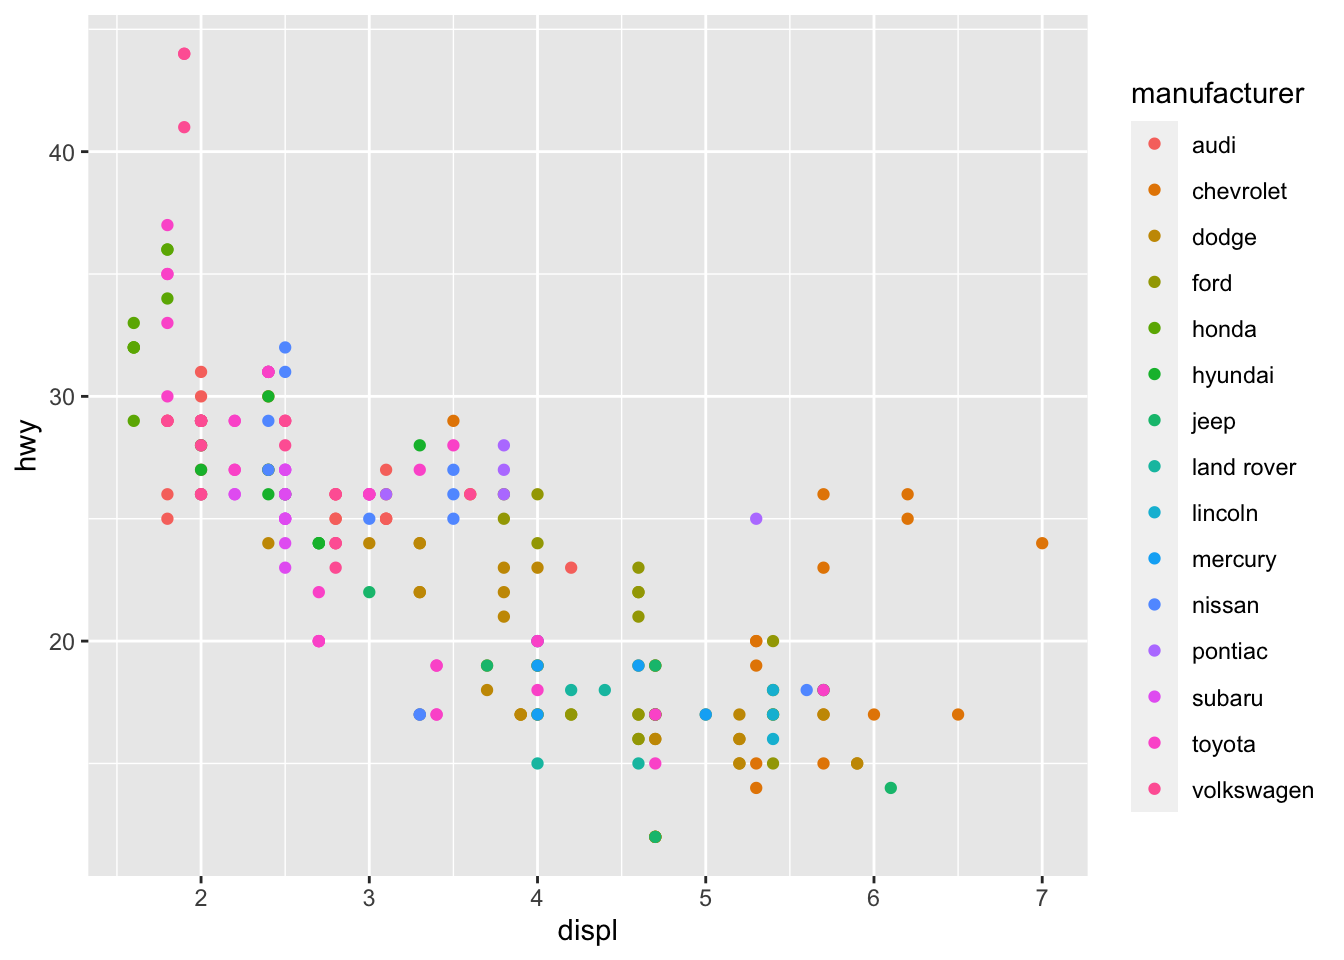 hwy
40
30
20
2 3 4 5 6 7
displ
manufacturer
audi
chevrolet
dodge
ford
honda
hyundai
jeep
land rover
lincoln
mercury
nissan
pontiac
subaru
toyota
volkswagen